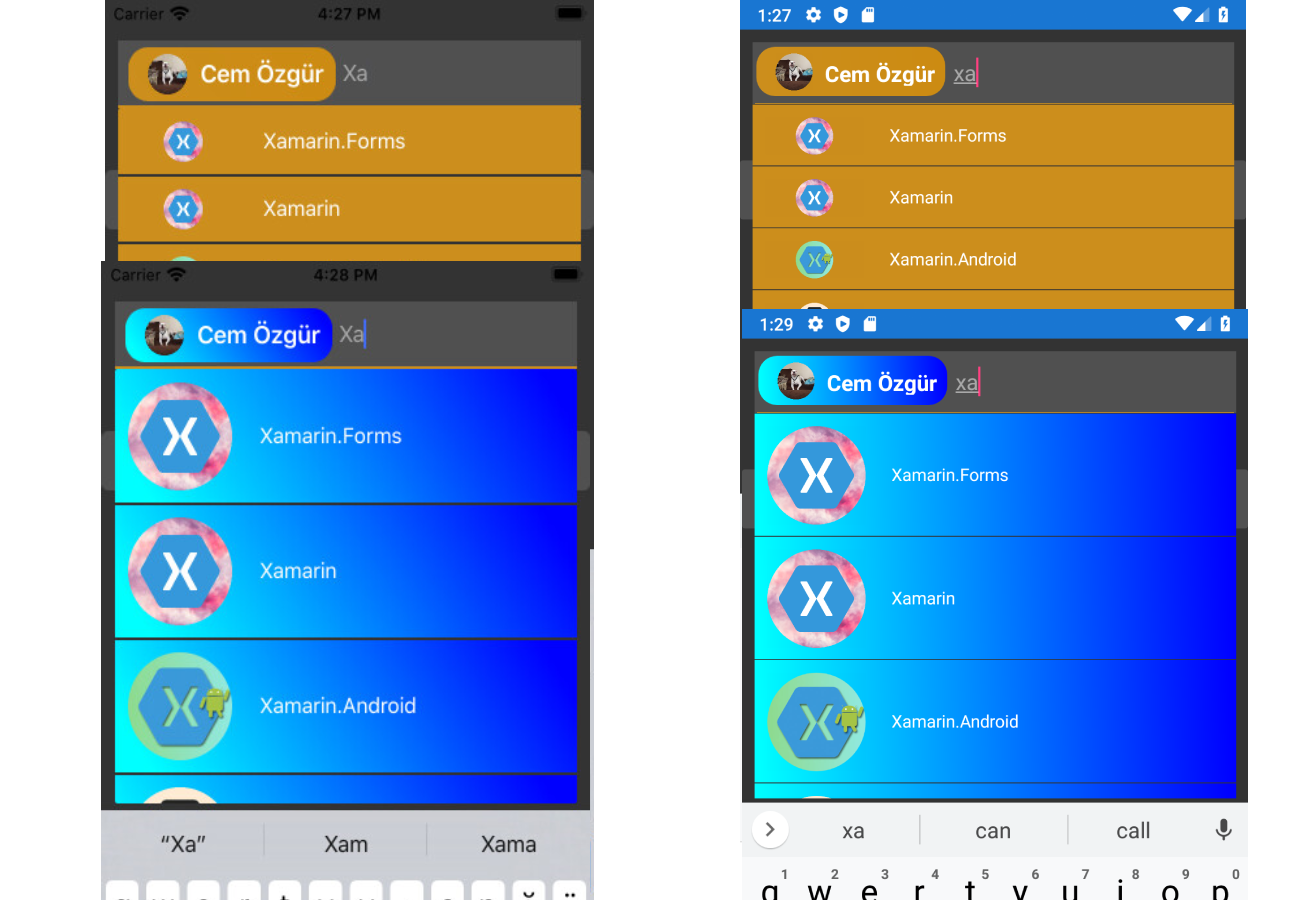 Carrier 4:27 PM
Cem Özgür Xa
Xamarin.Forms
Xamarin
Carrier 4:28 PM
Cem Özgür Xa
Xamarin.Forms
Xamarin
Xamarin.Android
“Xa” Xam Xama
1:27
Cem Özgür xa
Xamarin.Forms
Xamarin
Xamarin.Android
1:29
Cem Özgür xa
Xamarin.Forms
Xamarin
Xamarin.Android
xa can call
1 2 3 4 5 6 7 8 9 0
q w e r t y u i o p